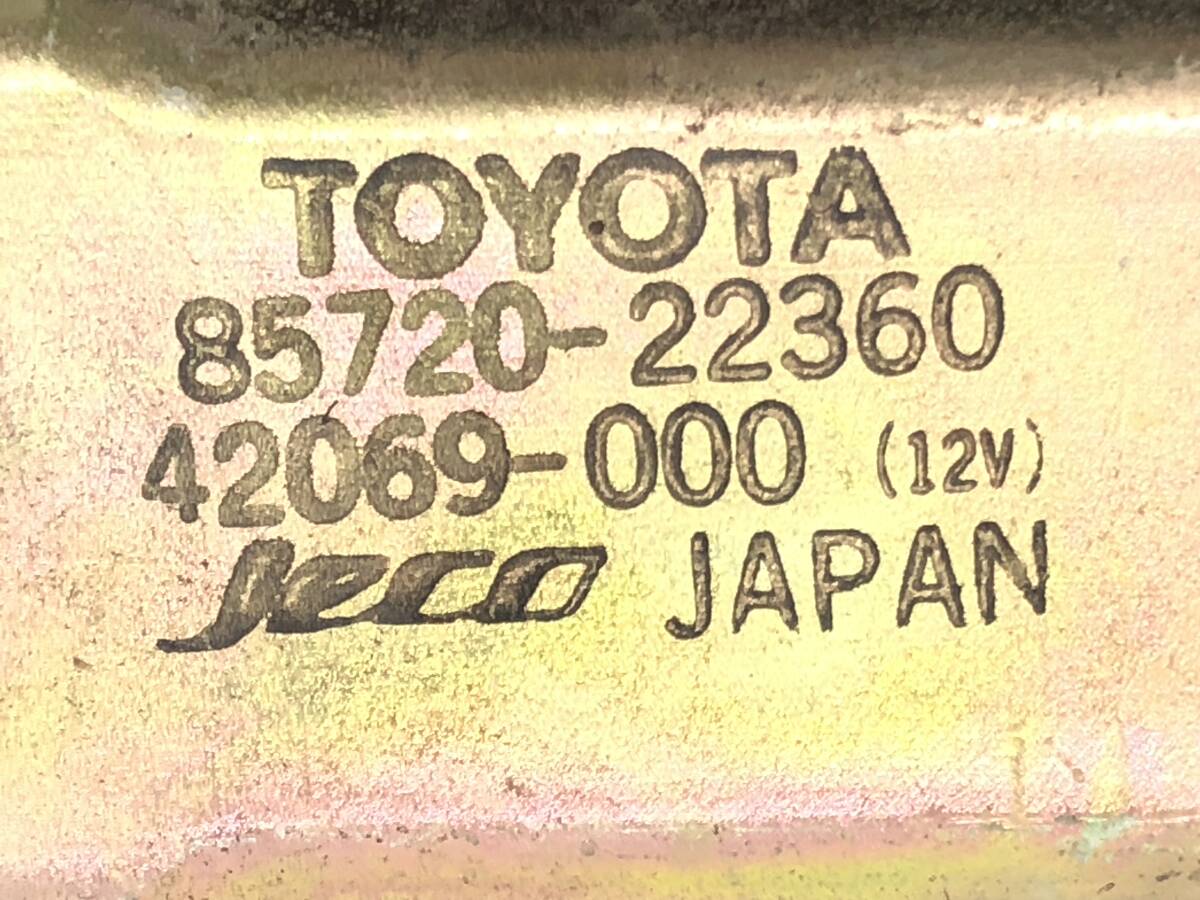 TOYOTA
85720-22360
42069-000 (12V)
Jeco JAPAN